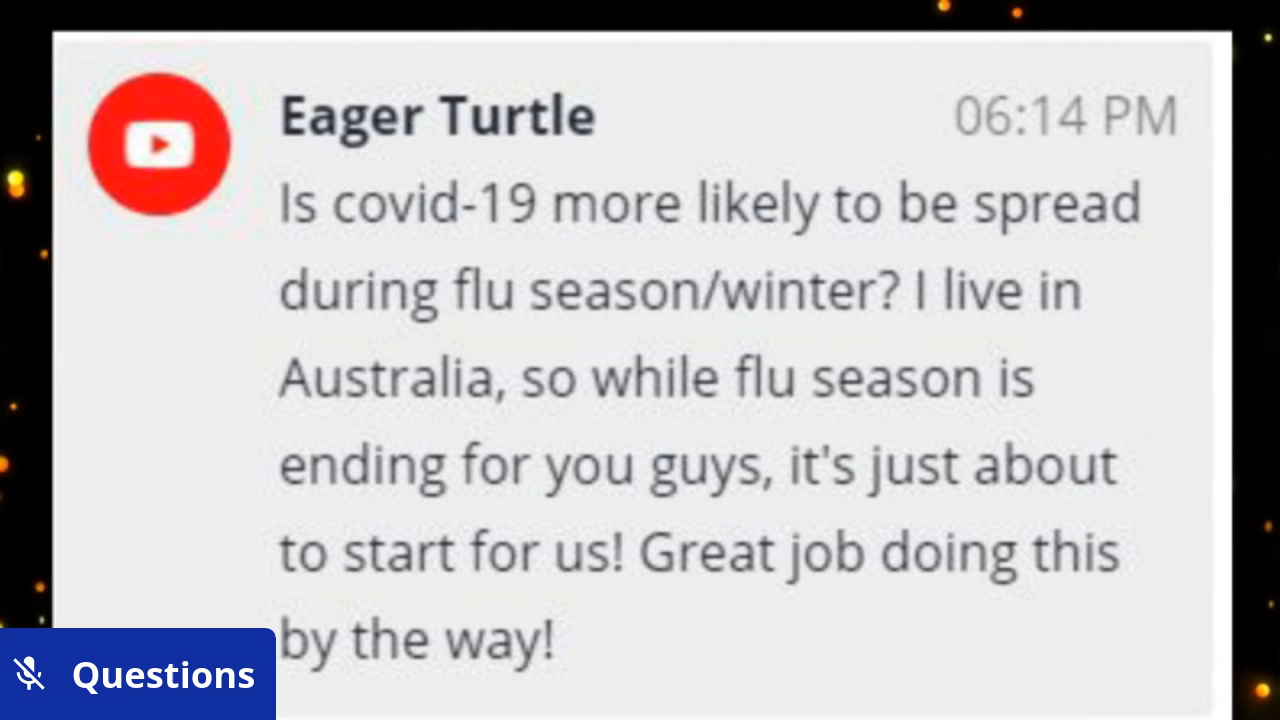 Eager Turtle 06:14 PM
Is covid-19 more likely to be spread
during flu season/winter? I live in
Australia, so while flu season is
ending for you guys, it's just about
to start for us! Great job doing this
by the way!
Questions